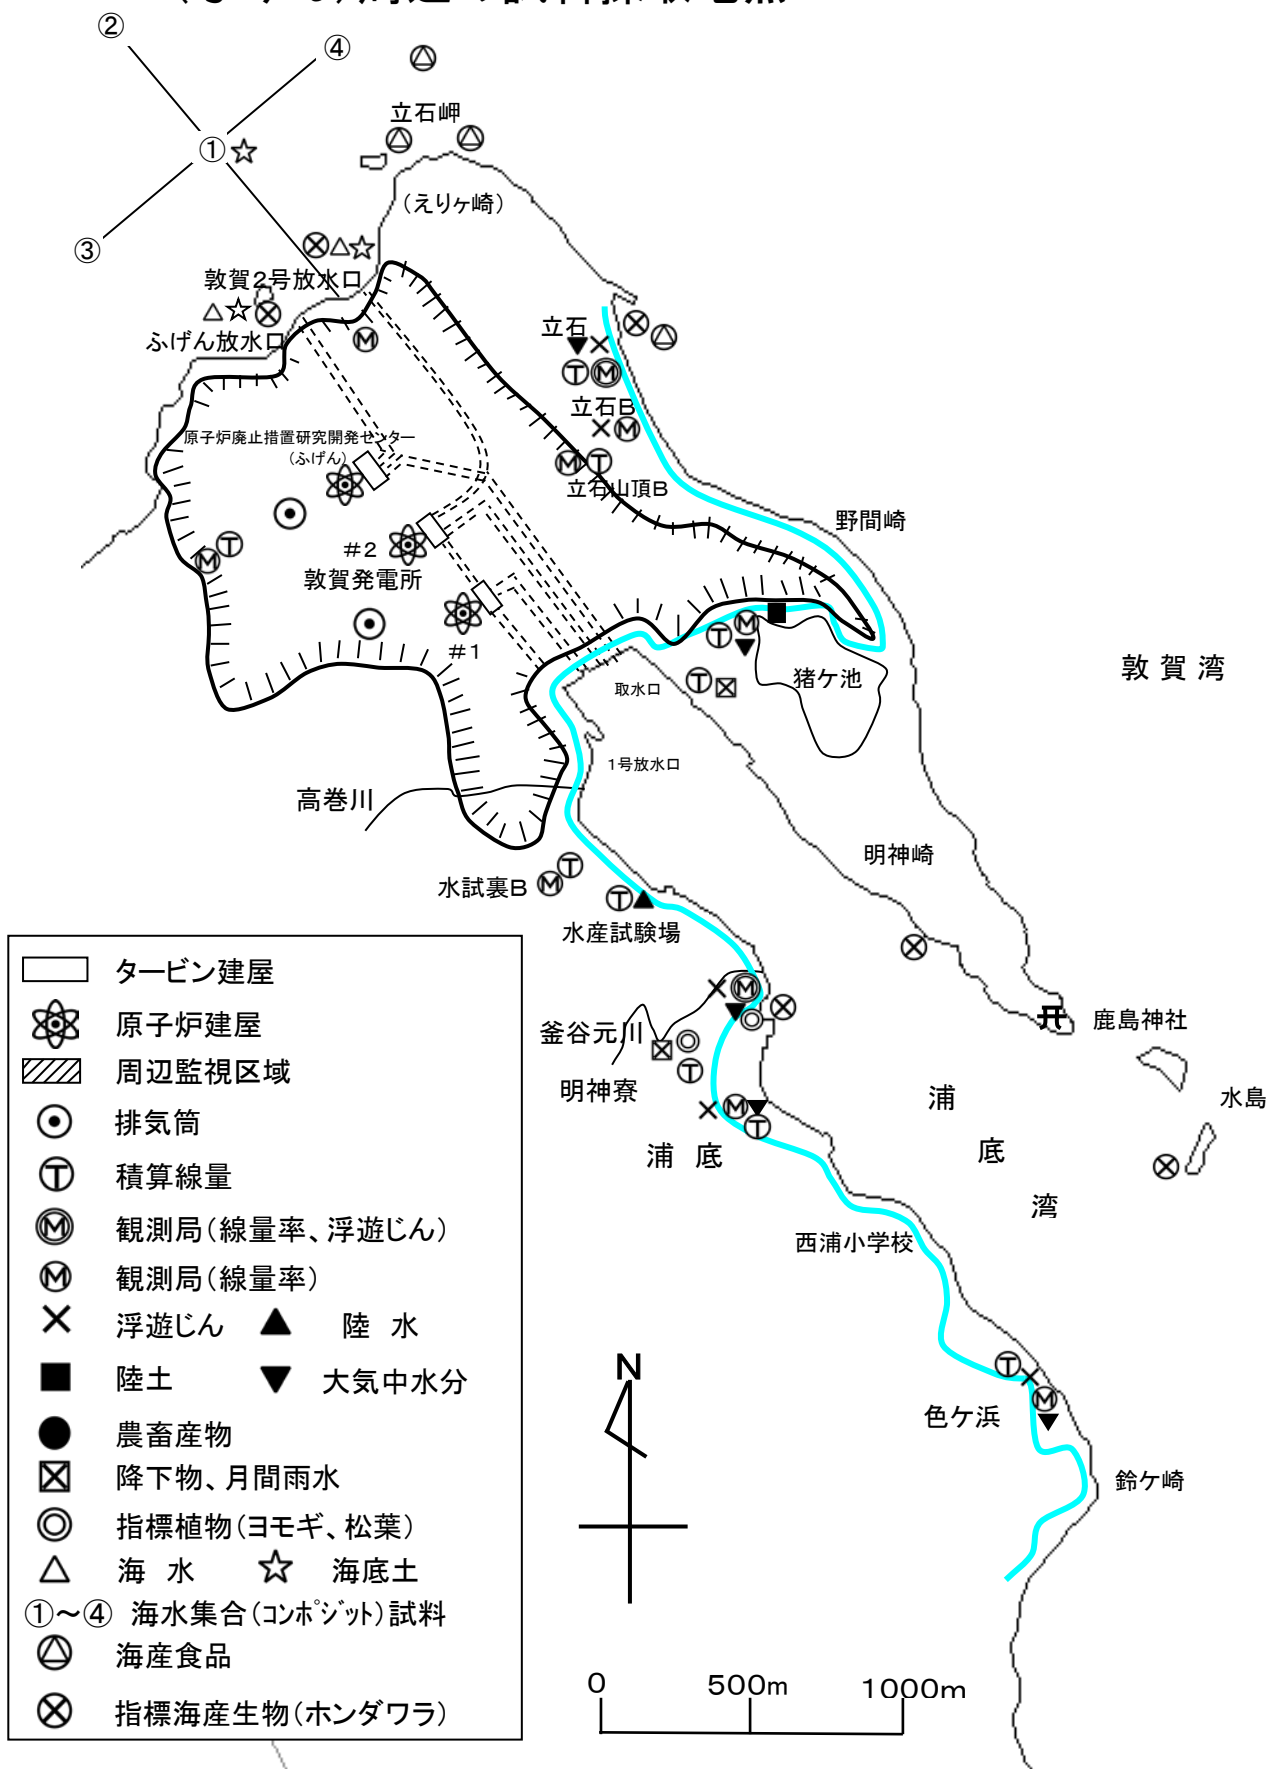 ②
④
立石岬
①
(えりヶ崎)
③
敦賀2号放水口
ふげん放水口
立石
Ⓣ Ⓜ
立石B
Ⓜ
Ⓜ
Ⓜ Ⓣ
立石山頂B
原子炉廃止措置研究開発センター
(ふげん)
野間崎
Ⓜ Ⓣ
#2
敦賀発電所
#1
Ⓣ Ⓜ
猪ケ池
敦賀湾
Ⓣ
取水口
1号放水口
高巻川
明神崎
水試裏B Ⓜ Ⓣ
Ⓣ
水産試験場
Ⓜ
鹿島神社
釜谷元川
明神寮
Ⓣ
Ⓜ
Ⓣ
水島
浦底
浦底湾
西浦小学校
Ⓣ
Ⓜ
色ケ浜
鈴ケ崎
タービン建屋
原子炉建屋
周辺監視区域
排気筒
Ⓣ 積算線量
Ⓜ 観測局(線量率、浮遊じん)
Ⓜ 観測局(線量率)
浮遊じん 陸 水
陸土 大気中水分
農畜産物
降下物、月間雨水
指標植物(ヨモギ、松葉)
海 水 海底土
①～④ 海水集合(コンポジット)試料
海産食品
指標海産生物(ホンダワラ)
N
0 500m 1000m